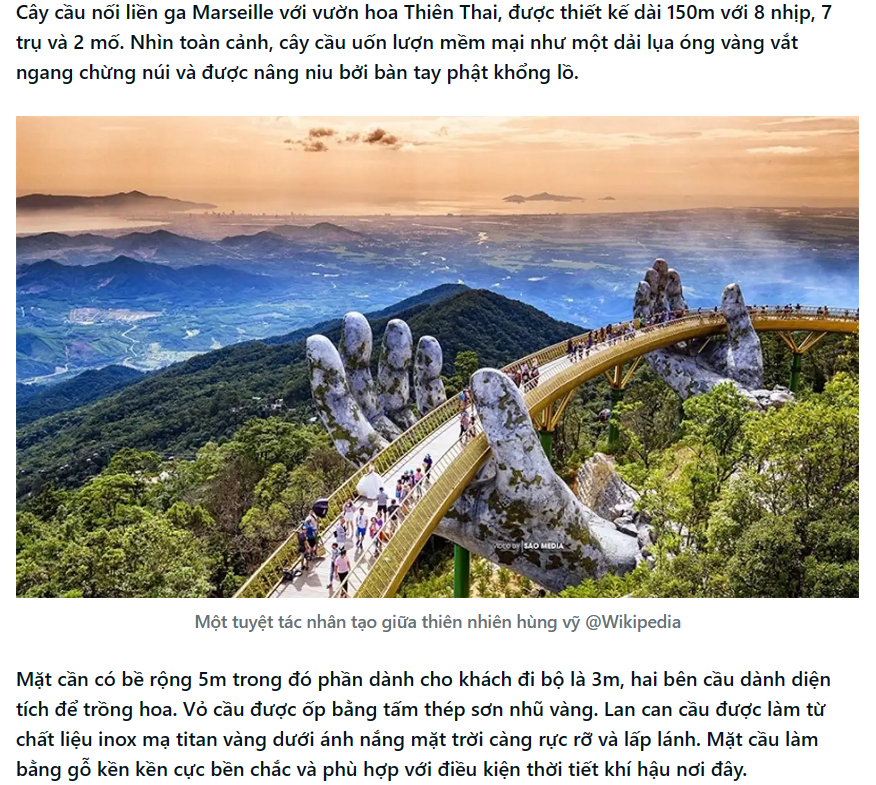 Cây cầu nối liền ga Marseille với vườn hoa Thiên Thai, được thiết kế dài 150m với 8 nhịp, 7
trụ và 2 mố. Nhìn toàn cảnh, cây cầu uốn lượn mềm mại như một dải lụa óng vàng vắt
ngang chừng núi và được nâng niu bởi bàn tay phật khổng lồ.
VIDEO BY SÁO MEDIA
Một tuyệt tác nhân tạo giữa thiên nhiên hùng vỹ @Wikipedia
Mặt cần có bề rộng 5m trong đó phần dành cho khách đi bộ là 3m, hai bên cầu dành diện
tích để trồng hoa. Vỏ cầu được ốp bằng tấm thép sơn nhũ vàng. Lan can cầu được làm từ
chất liệu inox mạ titan vàng dưới ánh nắng mặt trời càng rực rỡ và lấp lánh. Mặt cầu làm
bằng gỗ kền kền cực bền chắc và phù hợp với điều kiện thời tiết khí hậu nơi đây.